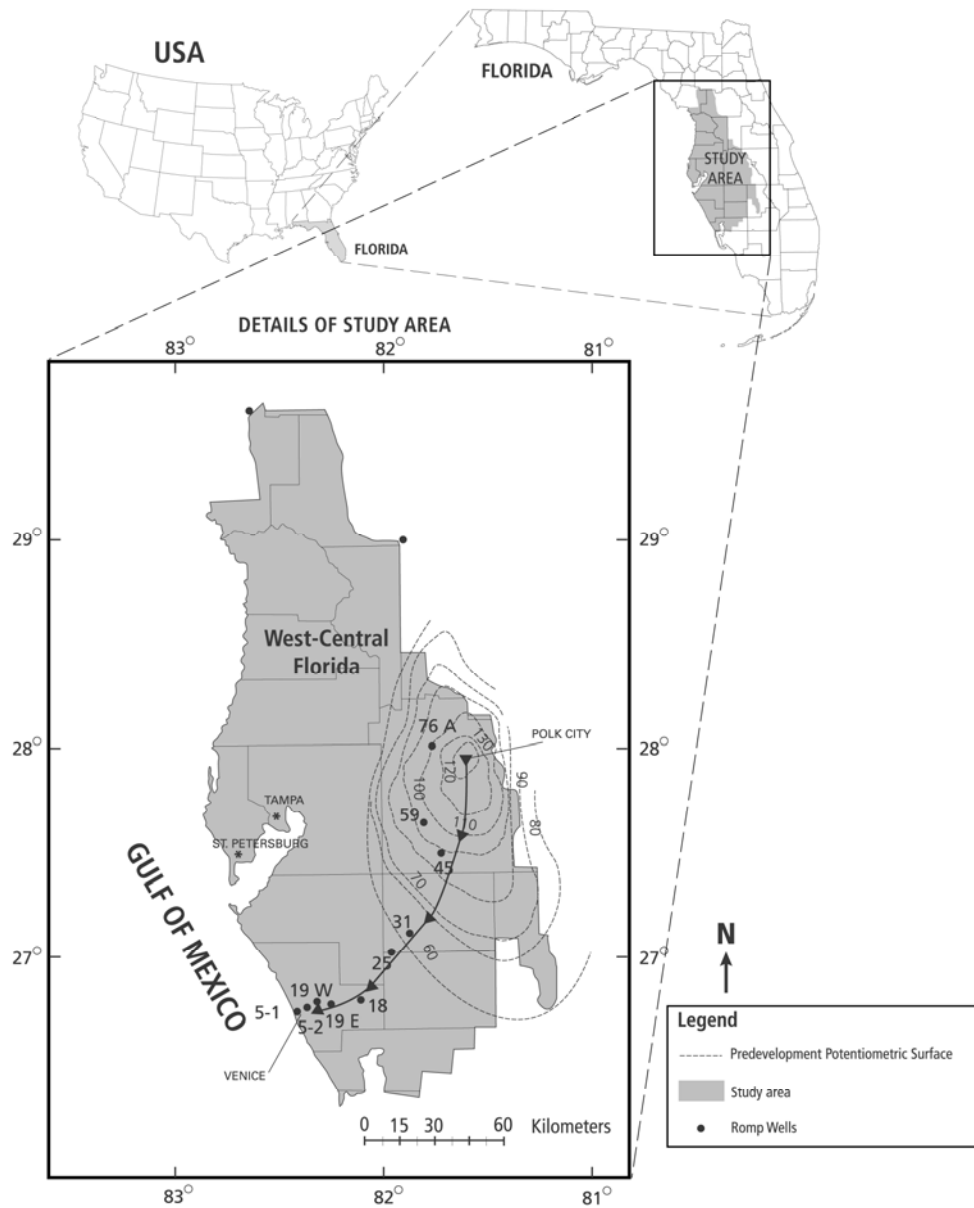 USA
FLORIDA
STUDY
AREA
FLORIDA
DETAILS OF STUDY AREA
83°
82°
81°
29°
29°
West-Central
Florida
76 A
130
POLK CITY
28°
28°
120
100
90
80
TAMPA
59
110
ST. PETERSBURG
45
70
GULF OF MEXICO
31
60
N
27°
27°
25
19 W
18
5-1
5-2
19 E
VENICE
Legend
Predevelopment Potentiometric Surface
Study area
Romp Wells
0 15 30 60 Kilometers
83°
82°
81°